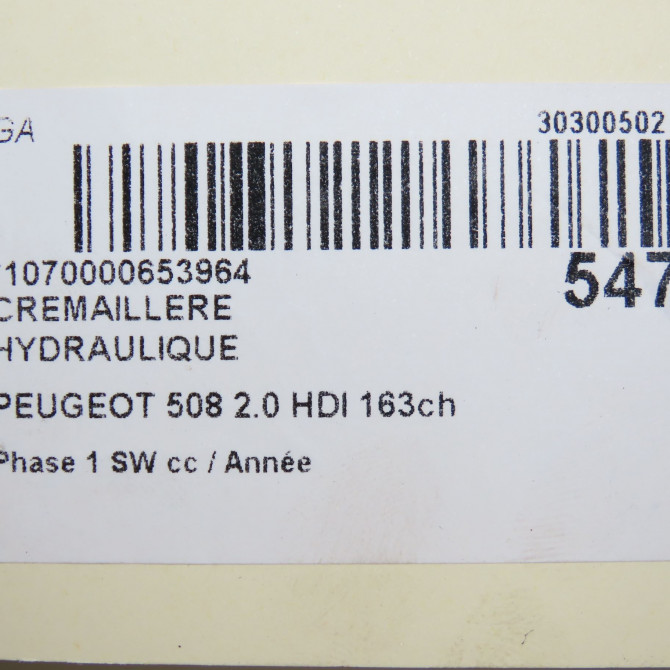 GA 30300502
1070000653964
547
CREMAILLERE
HYDRAULIQUE
PEUGEOT 508 2.0 HDI 163ch
Phase 1 SW cc / Année